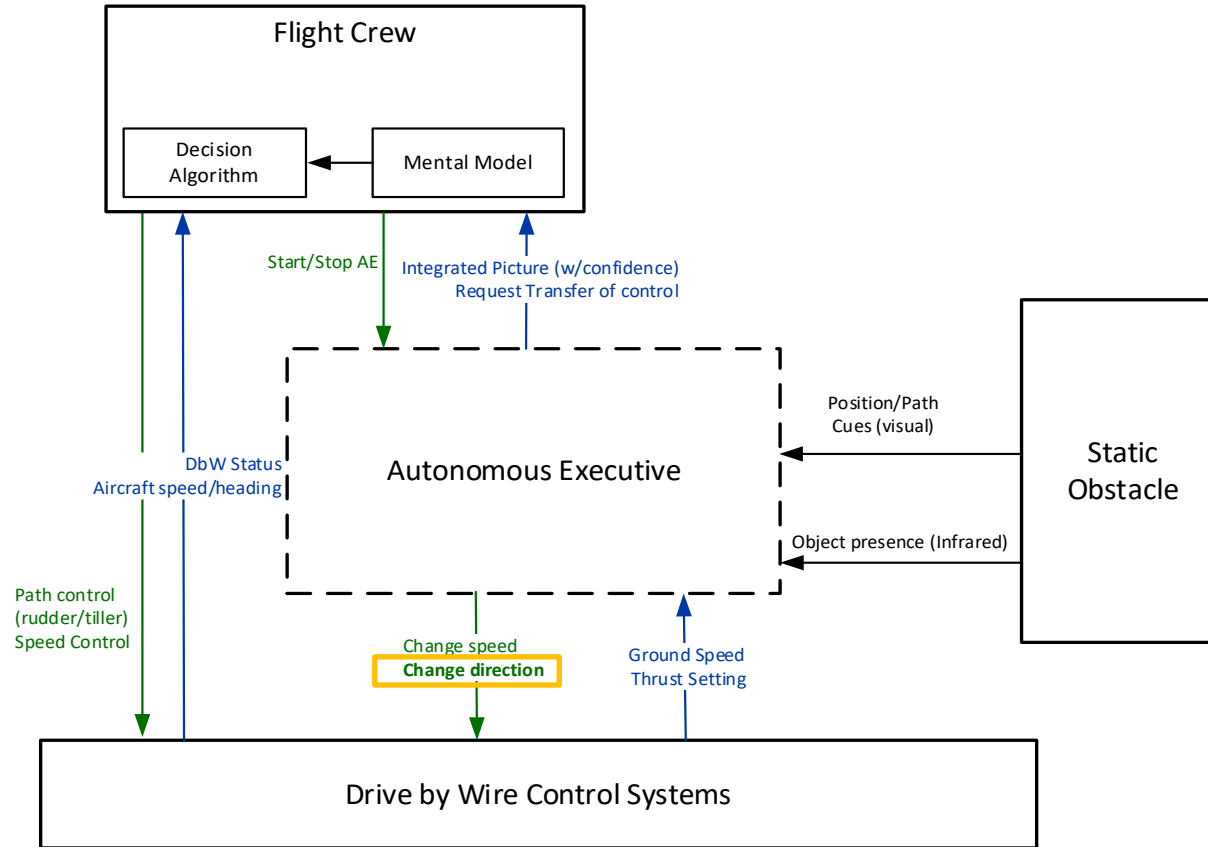 Flight Crew
Decision
Algorithm
Mental Model
Start/Stop AE
Integrated Picture (w/confidence)
Request Transfer of control
Position/Path
Cues (visual)
Static
Obstacle
DbW Status
Aircraft speed/heading
Autonomous Executive
Object presence (Infrared)
Path control
(rudder/tiller)
Speed Control
Change speed
Change direction
Ground Speed
Thrust Setting
Drive by Wire Control Systems